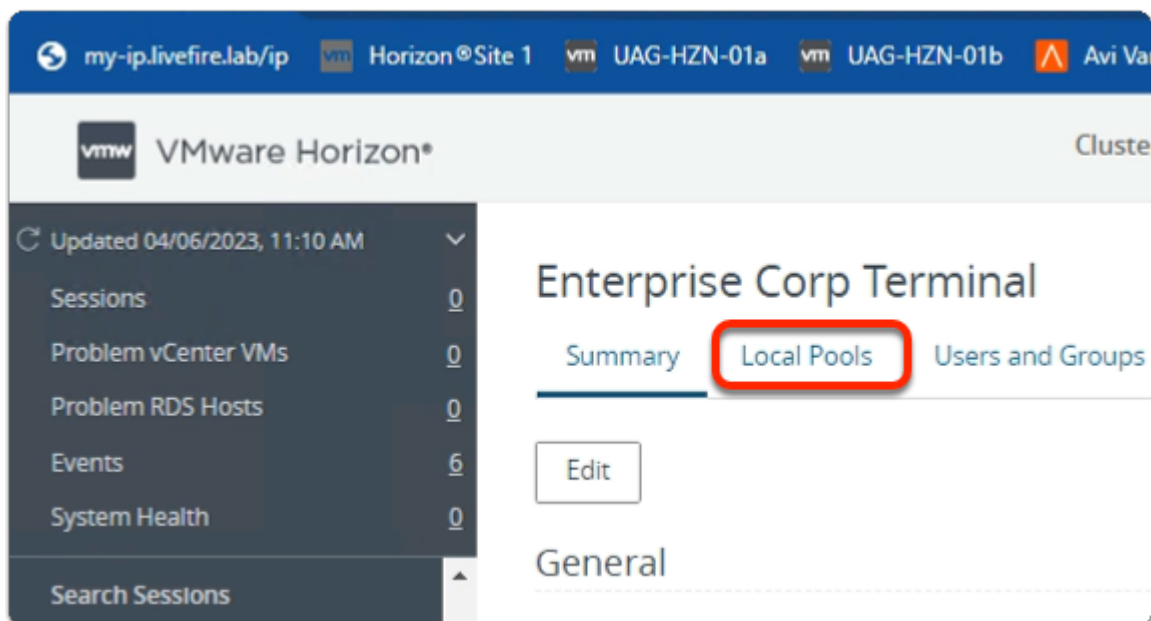 my-ip.livefire.lab/ip vm Horizon® Site 1 vm UAG-HZN-01a vm UAG-HZN-01b Avi Va
vmw VMware Horizon® Cluste
Updated 04/06/2023, 11:10 AM
Sessions 0
Problem vCenter VMs 0
Problem RDS Hosts 0
Events 6
System Health 0
Search Sessions
Enterprise Corp Terminal
Summary Local Pools Users and Groups
Edit
General